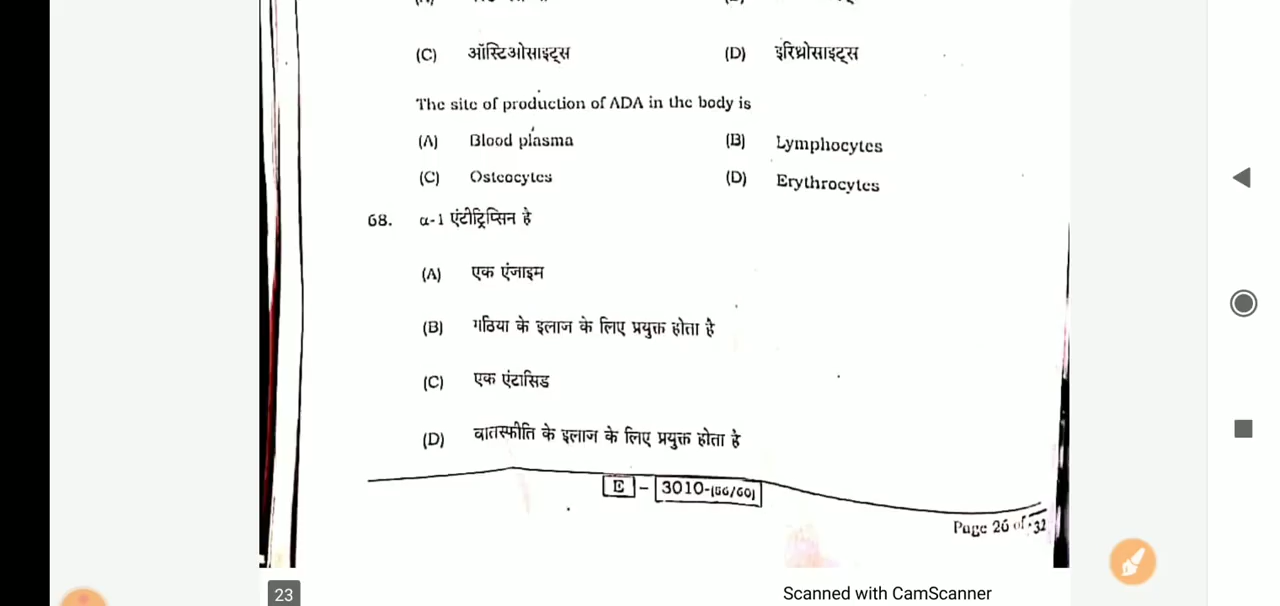 (C) ऑस्टिओसाइट्स (D) इरिथ्रोसाइट्स
The site of production of ADA in the body is
(A) Blood plasma (B) Lymphocytes
(C) Osteocytes (D) Erythrocytes
68. α-1 एंटीट्रिप्सिन है
(A) एक एंजाइम
(B) गठिया के इलाज के लिए प्रयुक्त होता है
(C) एक एंटासिड
(D) वातस्फीति के इलाज के लिए प्रयुक्त होता है
E - 3010-(GG/GO)
Page 26 of 32
23
Scanned with CamScanner